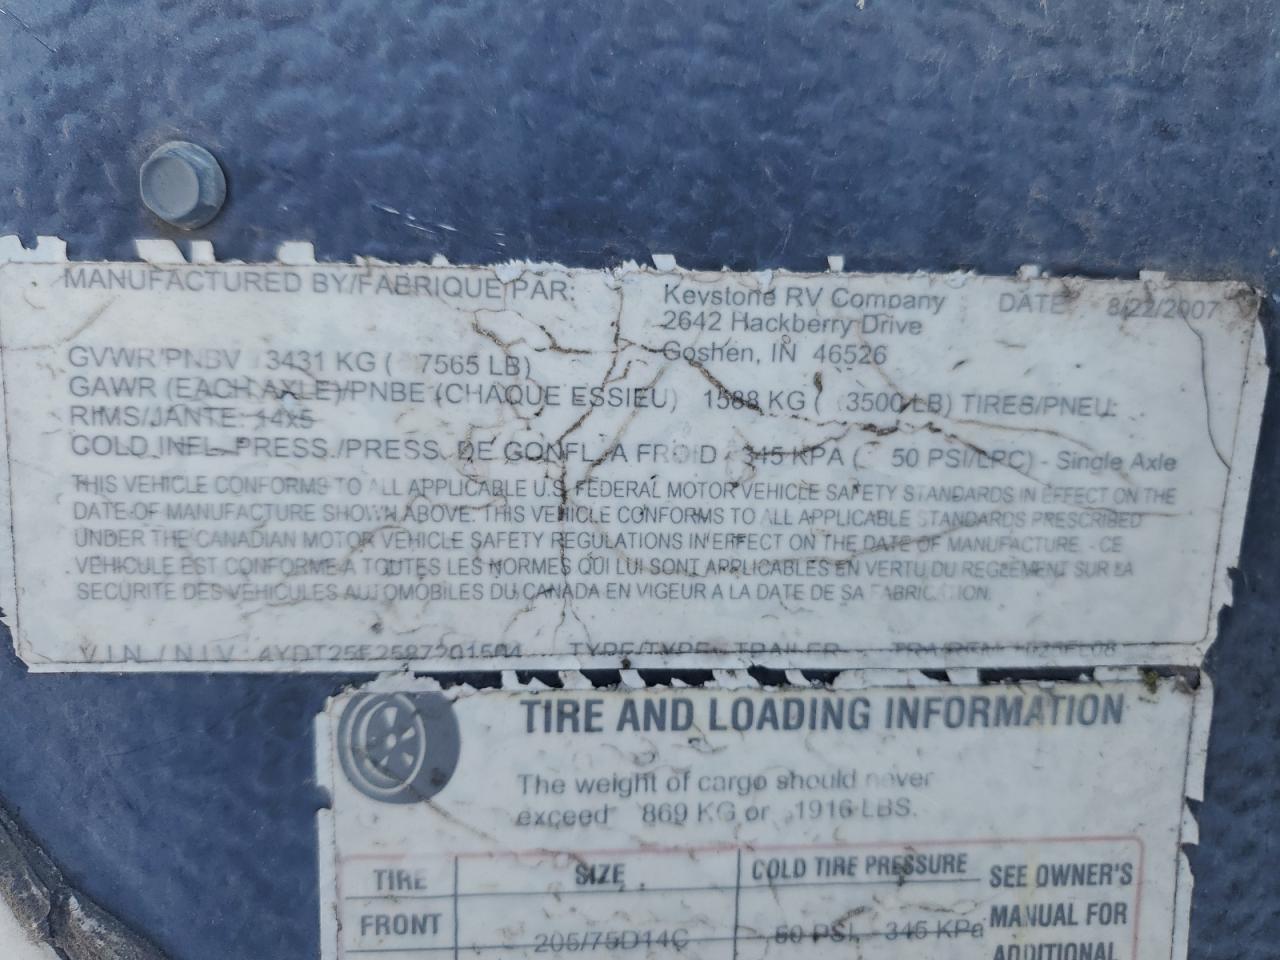 MANUFACTURED BY/FABRIQUE PAR: Keystone RV Company DATE 8/22/2007
2642 Hackberry Drive
Goshen, IN 46526
GVWR/PNBV 3431 KG ( 7565 LB)
GAWR (EACH AXLE)/PNBE (CHAQUE ESSIEU) 1588 KG ( 3500 LB) TIRES/PNEU:
RIMS/JANTE: 14x5
COLD INFL. PRESS./PRESS. DE GONFL. A FROID - 345 KPA ( 50 PSI/LPC) - Single Axle
THIS VEHICLE CONFORMS TO ALL APPLICABLE U.S. FEDERAL MOTOR VEHICLE SAFETY STANDARDS IN EFFECT ON THE
DATE OF MANUFACTURE SHOWN ABOVE. THIS VEHICLE CONFORMS TO ALL APPLICABLE STANDARDS PRESCRIBED
UNDER THE CANADIAN MOTOR VEHICLE SAFETY REGULATIONS IN EFFECT ON THE DATE OF MANUFACTURE. - CE
VEHICULE EST CONFORME A TOUTES LES NORMES QUI LUI SONT APPLICABLES EN VERTU DU REGLEMENT SUR LA
SECURITE DES VEHICULES AUTOMOBILES DU CANADA EN VIGEUR A LA DATE DE SA FABRICATION.
V.I.N. / N.I.V. 4YDT25F2587201504 TYPE/TYPE: TRAILER
TIRE AND LOADING INFORMATION
The weight of cargo should never
exceed 869 KG or 1916 LBS.
TIRE SIZE COLD TIRE PRESSURE SEE OWNER'S
FRONT 205/75D14C 50 PSI, 345 KPa MANUAL FOR
ADDITIONAL